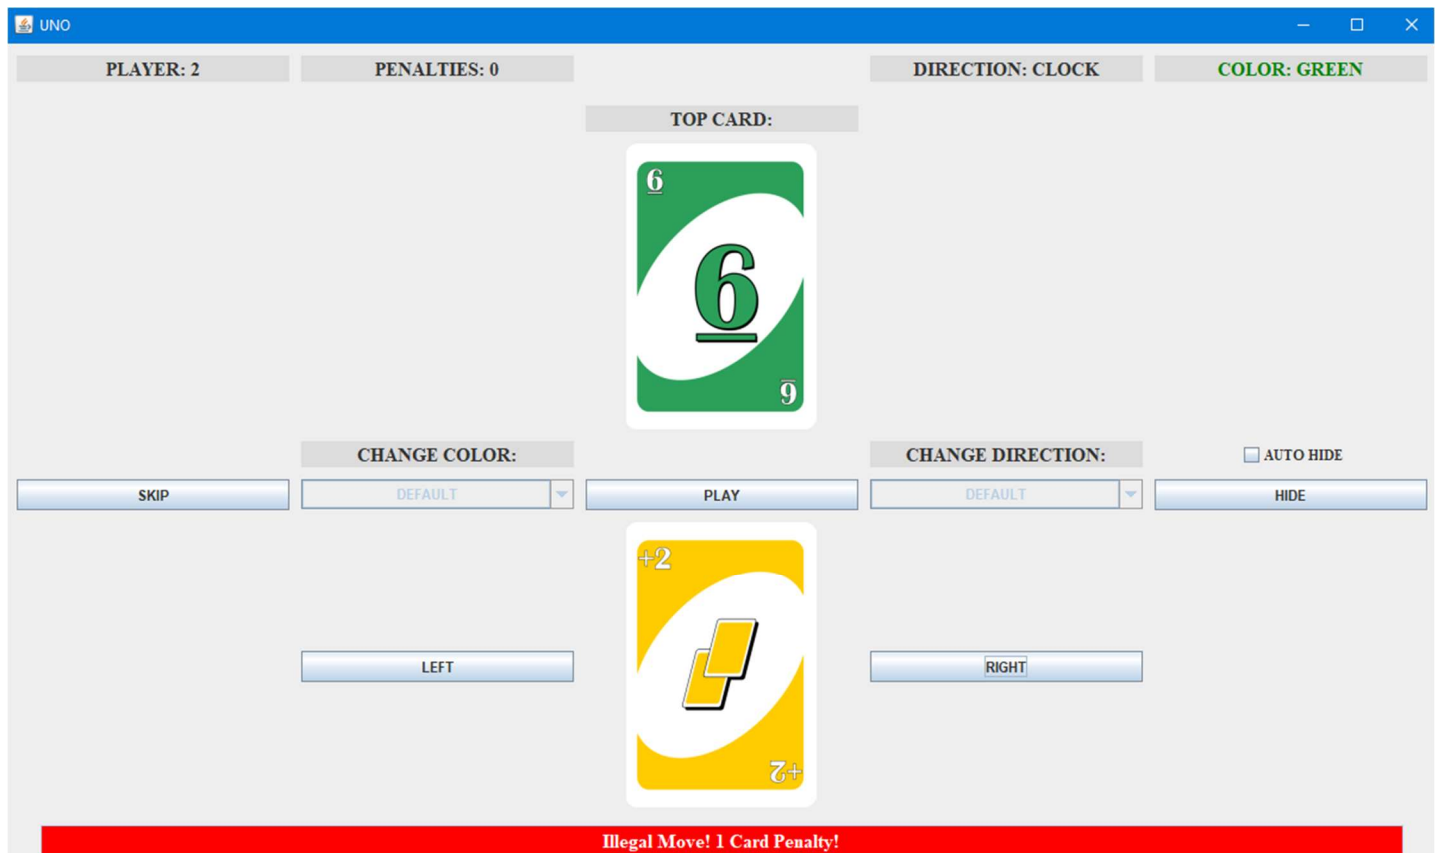 UNO
PLAYER: 2
PENALTIES: 0
DIRECTION: CLOCK
COLOR: GREEN
TOP CARD:
6
6
6
CHANGE COLOR:
CHANGE DIRECTION:
AUTO HIDE
SKIP
DEFAULT
PLAY
DEFAULT
HIDE
+2
LEFT
RIGHT
+2
Illegal Move! 1 Card Penalty!